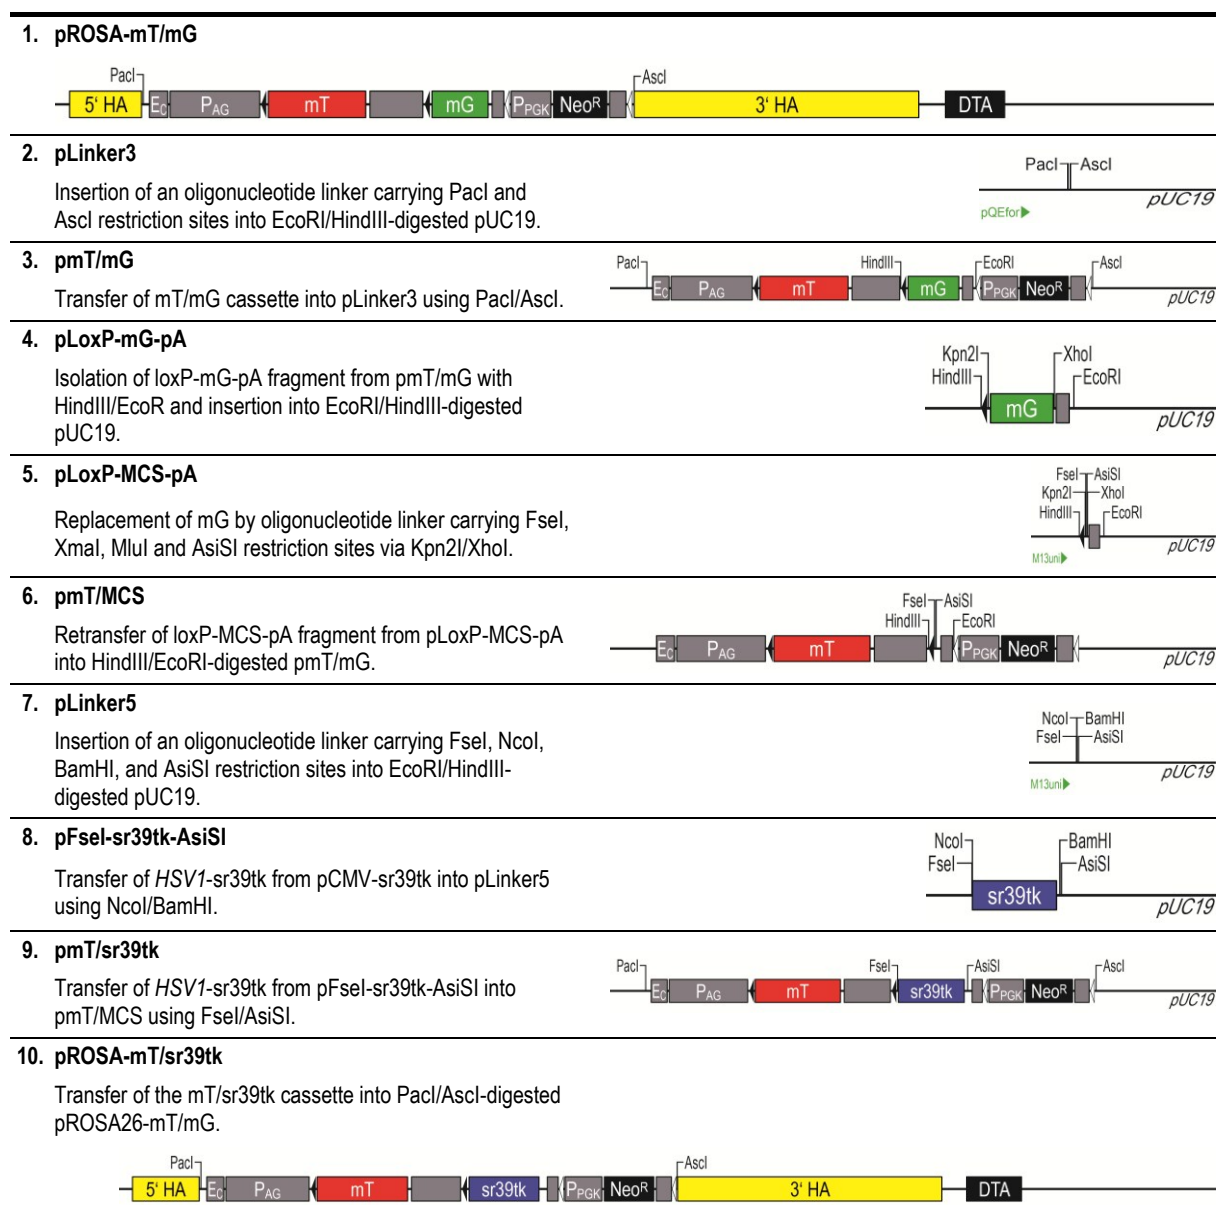 1. pROSA-mT/mG
PacI
AscI
5‘ HA EC PAG mT mG PPGK NeoR 3‘ HA DTA
2. pLinker3
Insertion of an oligonucleotide linker carrying PacI and
AscI restriction sites into EcoRI/HindIII-digested pUC19.
PacI AscI
pUC19
pQEfor
3. pmT/mG
Transfer of mT/mG cassette into pLinker3 using PacI/AscI.
PacI HindIII EcoRI AscI
EC PAG mT mG PPGK NeoR
pUC19
4. pLoxP-mG-pA
Isolation of loxP-mG-pA fragment from pmT/mG with
HindIII/EcoR and insertion into EcoRI/HindIII-digested
pUC19.
Kpn2I XhoI
HindIII EcoRI
mG
pUC19
5. pLoxP-MCS-pA
Replacement of mG by oligonucleotide linker carrying FseI,
XmaI, MluI and AsiSI restriction sites via Kpn2I/XhoI.
FseI AsiSI
Kpn2I XhoI
HindIII EcoRI
pUC19
M13uni
6. pmT/MCS
Retransfer of loxP-MCS-pA fragment from pLoxP-MCS-pA
into HindIII/EcoRI-digested pmT/mG.
FseI AsiSI
HindIII EcoRI
EC PAG mT PPGK NeoR
pUC19
7. pLinker5
Insertion of an oligonucleotide linker carrying FseI, NcoI,
BamHI, and AsiSI restriction sites into EcoRI/HindIII-
digested pUC19.
NcoI BamHI
FseI AsiSI
pUC19
M13uni
8. pFseI-sr39tk-AsiSI
Transfer of HSV1-sr39tk from pCMV-sr39tk into pLinker5
using NcoI/BamHI.
NcoI BamHI
FseI AsiSI
sr39tk
pUC19
9. pmT/sr39tk
Transfer of HSV1-sr39tk from pFseI-sr39tk-AsiSI into
pmT/MCS using FseI/AsiSI.
PacI FseI AsiSI AscI
EC PAG mT sr39tk PPGK NeoR
pUC19
10. pROSA-mT/sr39tk
Transfer of the mT/sr39tk cassette into PacI/AscI-digested
pROSA26-mT/mG.
PacI AscI
5‘ HA EC PAG mT sr39tk PPGK NeoR 3‘ HA DTA